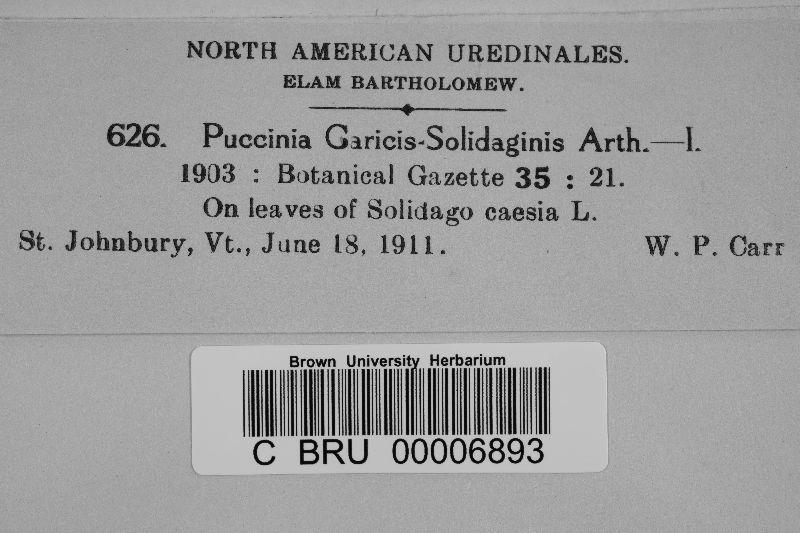 NORTH AMERICAN UREDINALES.
ELAM BARTHOLOMEW.
626. Puccinia Garicis-Solidaginis Arth.—I.
1903 : Botanical Gazette 35 : 21.
On leaves of Solidago caesia L.
St. Johnbury, Vt., June 18, 1911. W. P. Carr
Brown University Herbarium
C BRU 00006893